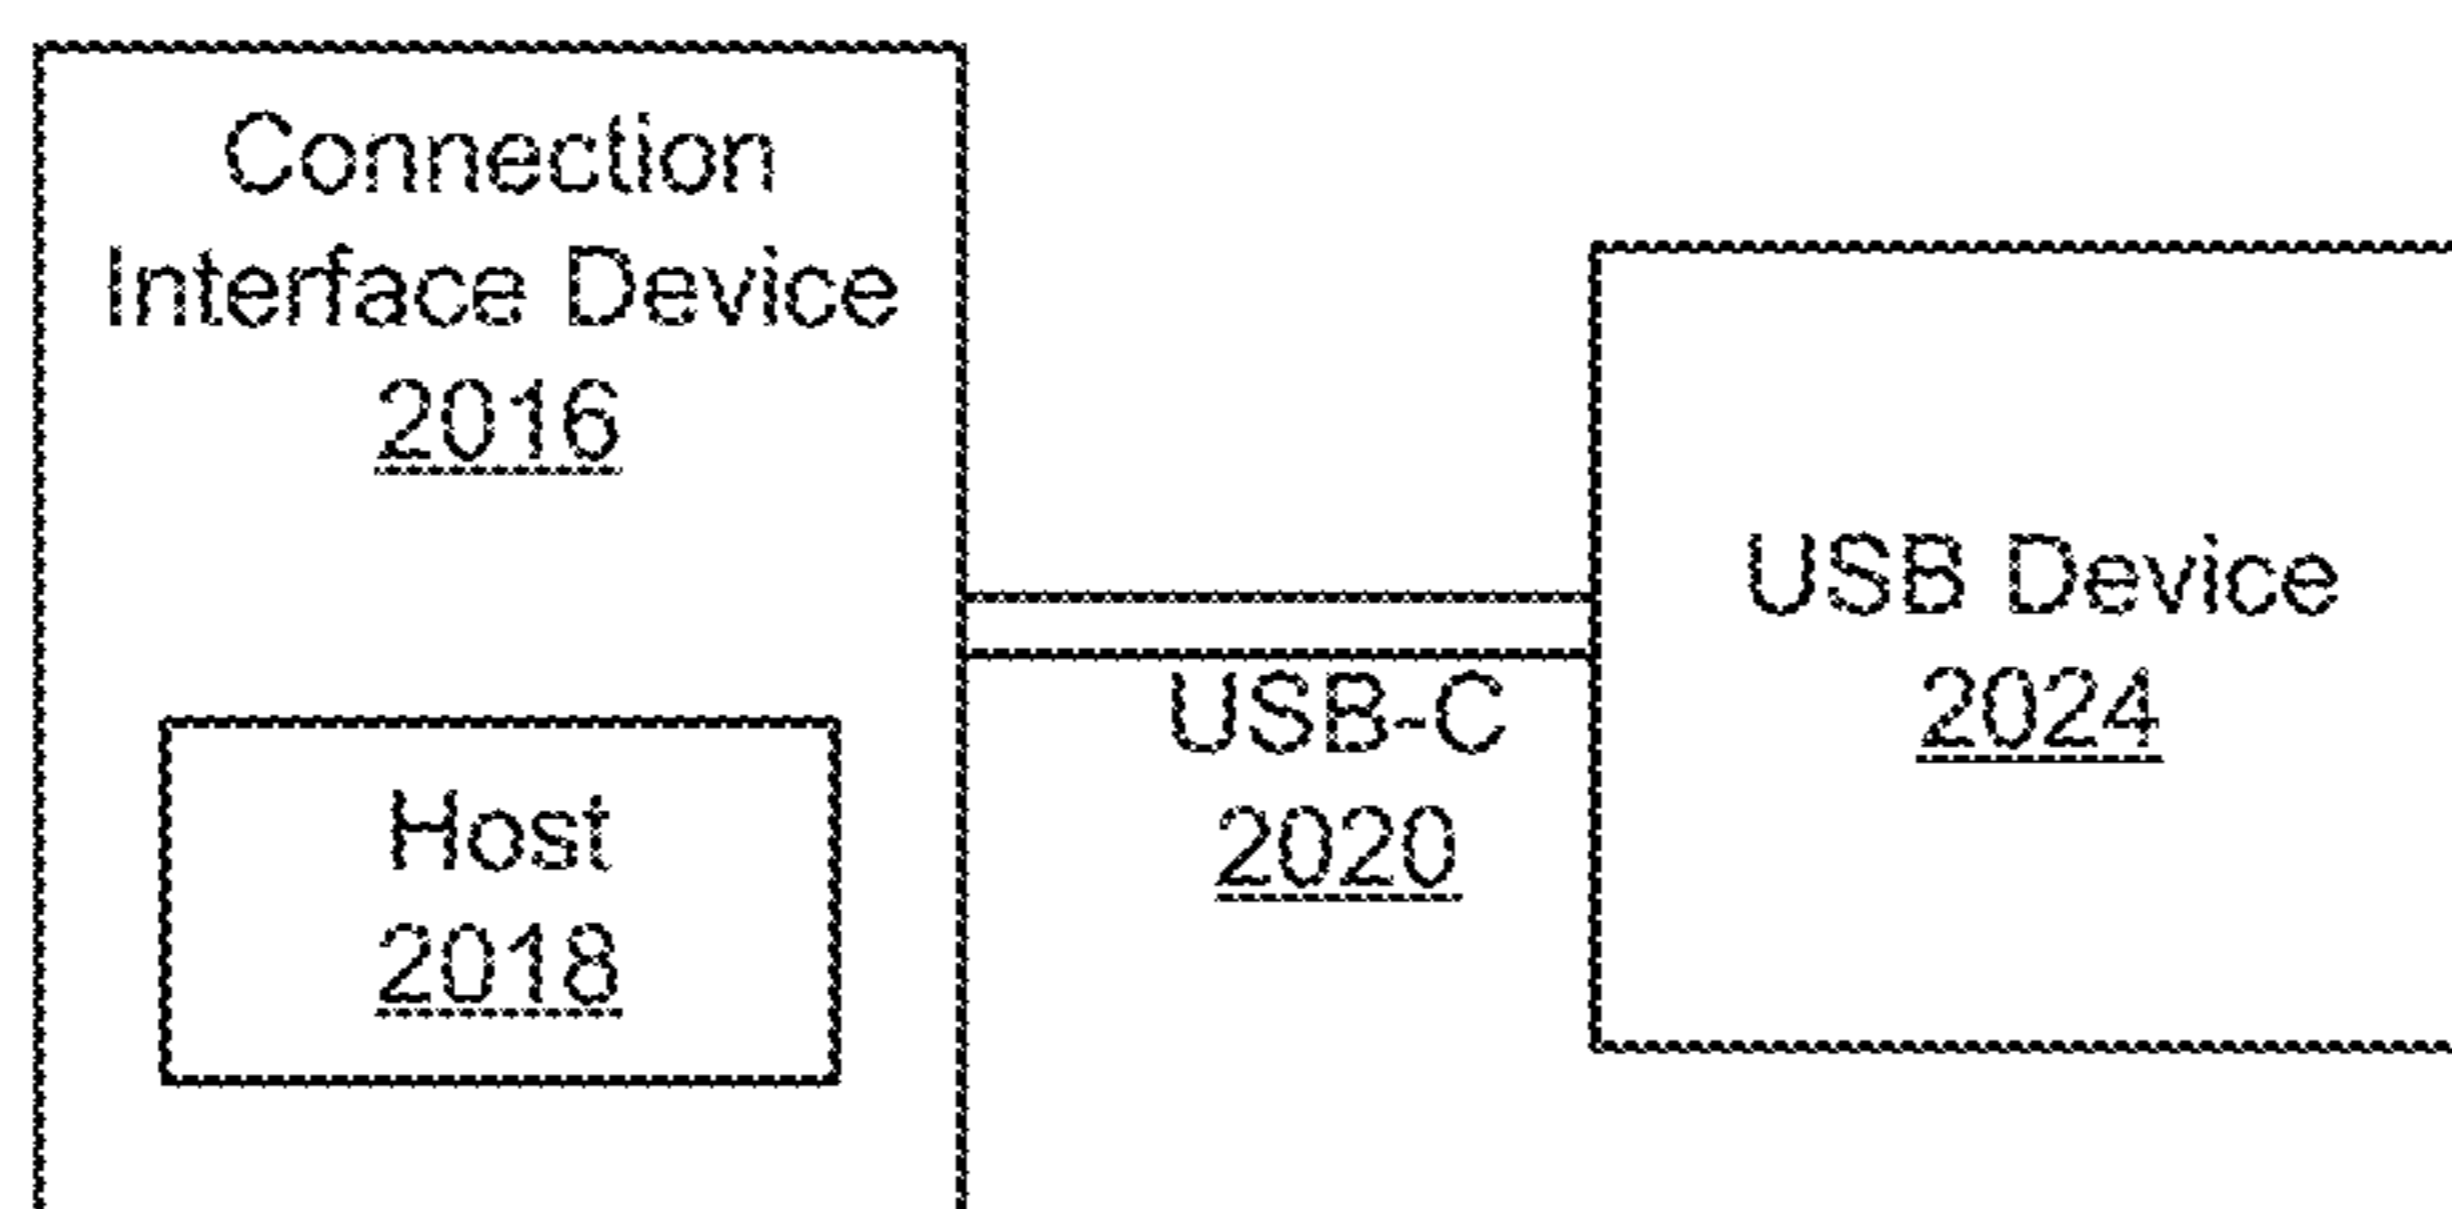 Connection
Interface Device
2016
Host
2018
USB-C
2020
USB Device
2024